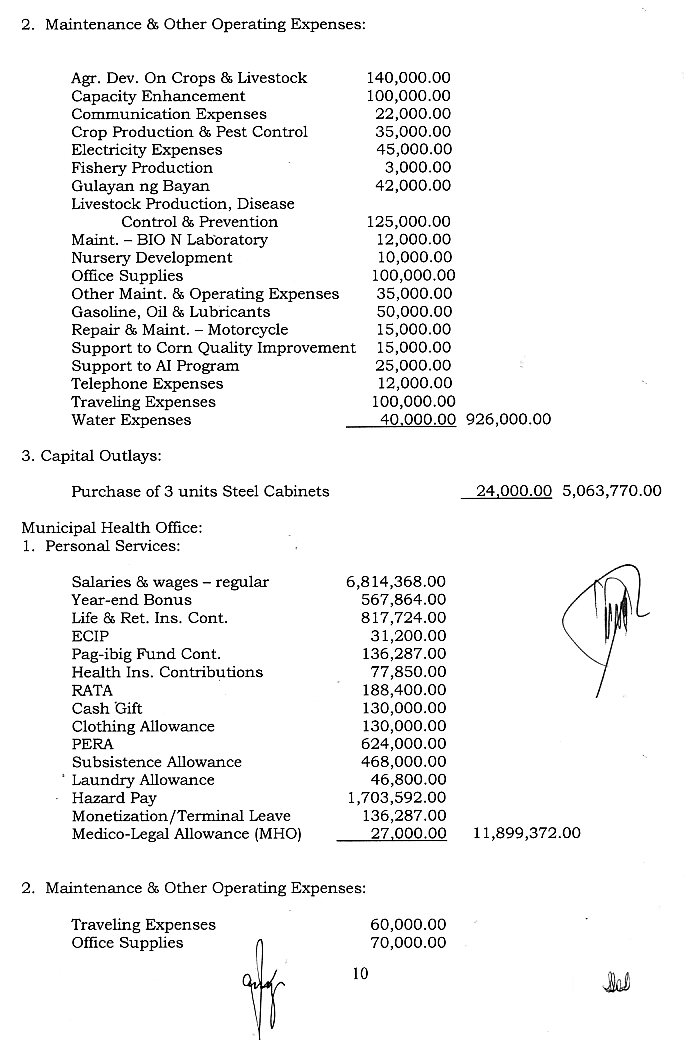 2. Maintenance & Other Operating Expenses:
Agr. Dev. On Crops & Livestock 140,000.00
Capacity Enhancement 100,000.00
Communication Expenses 22,000.00
Crop Production & Pest Control 35,000.00
Electricity Expenses 45,000.00
Fishery Production 3,000.00
Gulayan ng Bayan 42,000.00
Livestock Production, Disease
Control & Prevention 125,000.00
Maint. – BIO N Laboratory 12,000.00
Nursery Development 10,000.00
Office Supplies 100,000.00
Other Maint. & Operating Expenses 35,000.00
Gasoline, Oil & Lubricants 50,000.00
Repair & Maint. – Motorcycle 15,000.00
Support to Corn Quality Improvement 15,000.00
Support to AI Program 25,000.00
Telephone Expenses 12,000.00
Traveling Expenses 100,000.00
Water Expenses 40,000.00 926,000.00
3. Capital Outlays:
Purchase of 3 units Steel Cabinets 24,000.00 5,063,770.00
Municipal Health Office:
1. Personal Services:
Salaries & wages – regular 6,814,368.00
Year-end Bonus 567,864.00
Life & Ret. Ins. Cont. 817,724.00
ECIP 31,200.00
Pag-ibig Fund Cont. 136,287.00
Health Ins. Contributions 77,850.00
RATA 188,400.00
Cash Gift 130,000.00
Clothing Allowance 130,000.00
PERA 624,000.00
Subsistence Allowance 468,000.00
Laundry Allowance 46,800.00
Hazard Pay 1,703,592.00
Monetization/Terminal Leave 136,287.00
Medico-Legal Allowance (MHO) 27,000.00 11,899,372.00
2. Maintenance & Other Operating Expenses:
Traveling Expenses 60,000.00
Office Supplies 70,000.00
10